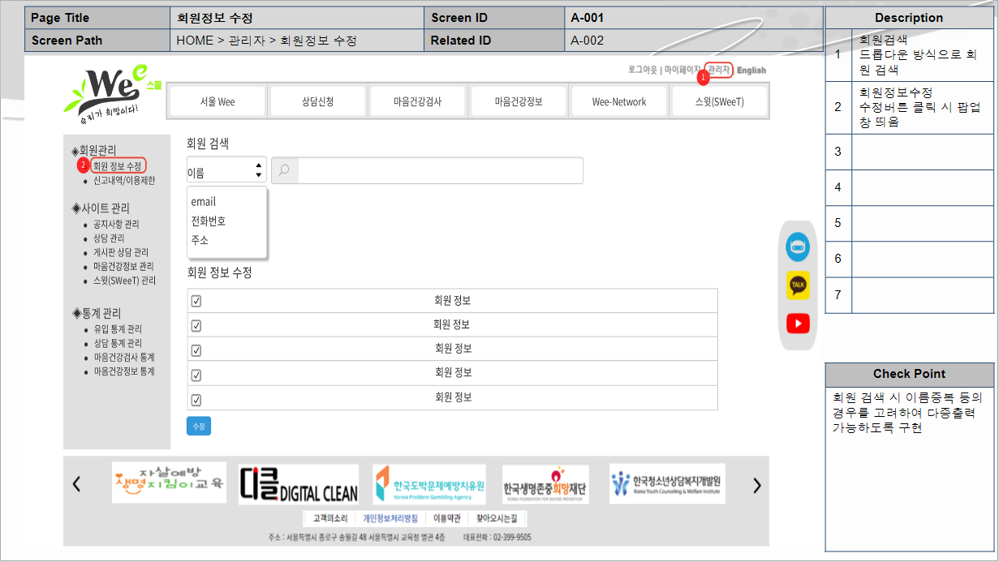 Page Title 회원정보 수정 Screen ID A-001
Screen Path HOME > 관리자 > 회원정보 수정 Related ID A-002
Description
1 회원검색
드롭다운 방식으로 회
원 검색
2 회원정보수정
수정버튼 클릭 시 팝업
창 띄움
3
4
5
6
7
Check Point
회원 검색 시 이름중복 등의
경우를 고려하여 다중출력
가능하도록 구현
로그아웃 | 마이페이지 관리자 English
1
Wee 스쿨
우리가 희망이다!
서울 Wee 상담신청 마음건강검사 마음건강정보 Wee-Network 스윗(SWeeT)
◈회원관리
2 회원 정보 수정
• 신고내역/이용제한
◈사이트 관리
• 공지사항 관리
• 상담 관리
• 게시판 상담 관리
• 마음건강정보 관리
• 스윗(SWeeT) 관리
◈통계 관리
• 유입 통계 관리
• 상담 통계 관리
• 마음건강검사 통계
• 마음건강정보 통계
회원 검색
이름
email
전화번호
주소
회원 정보 수정
회원 정보
회원 정보
회원 정보
회원 정보
회원 정보
수정
TALK
자살예방
생명지킴이교육
디클 DIGITAL CLEAN
한국도박문제예방치유원
Korea Problem Gambling Agency
한국생명존중희망재단
KOREA FOUNDATION FOR SUICIDE PREVENTION
한국청소년상담복지개발원
Korea Youth Counseling & Welfare Institute
고객의소리 개인정보처리방침 이용약관 찾아오시는길
주소 : 서울특별시 종로구 송월길 48 서울특별시 교육청 별관 4층 대표전화 : 02-399-9505